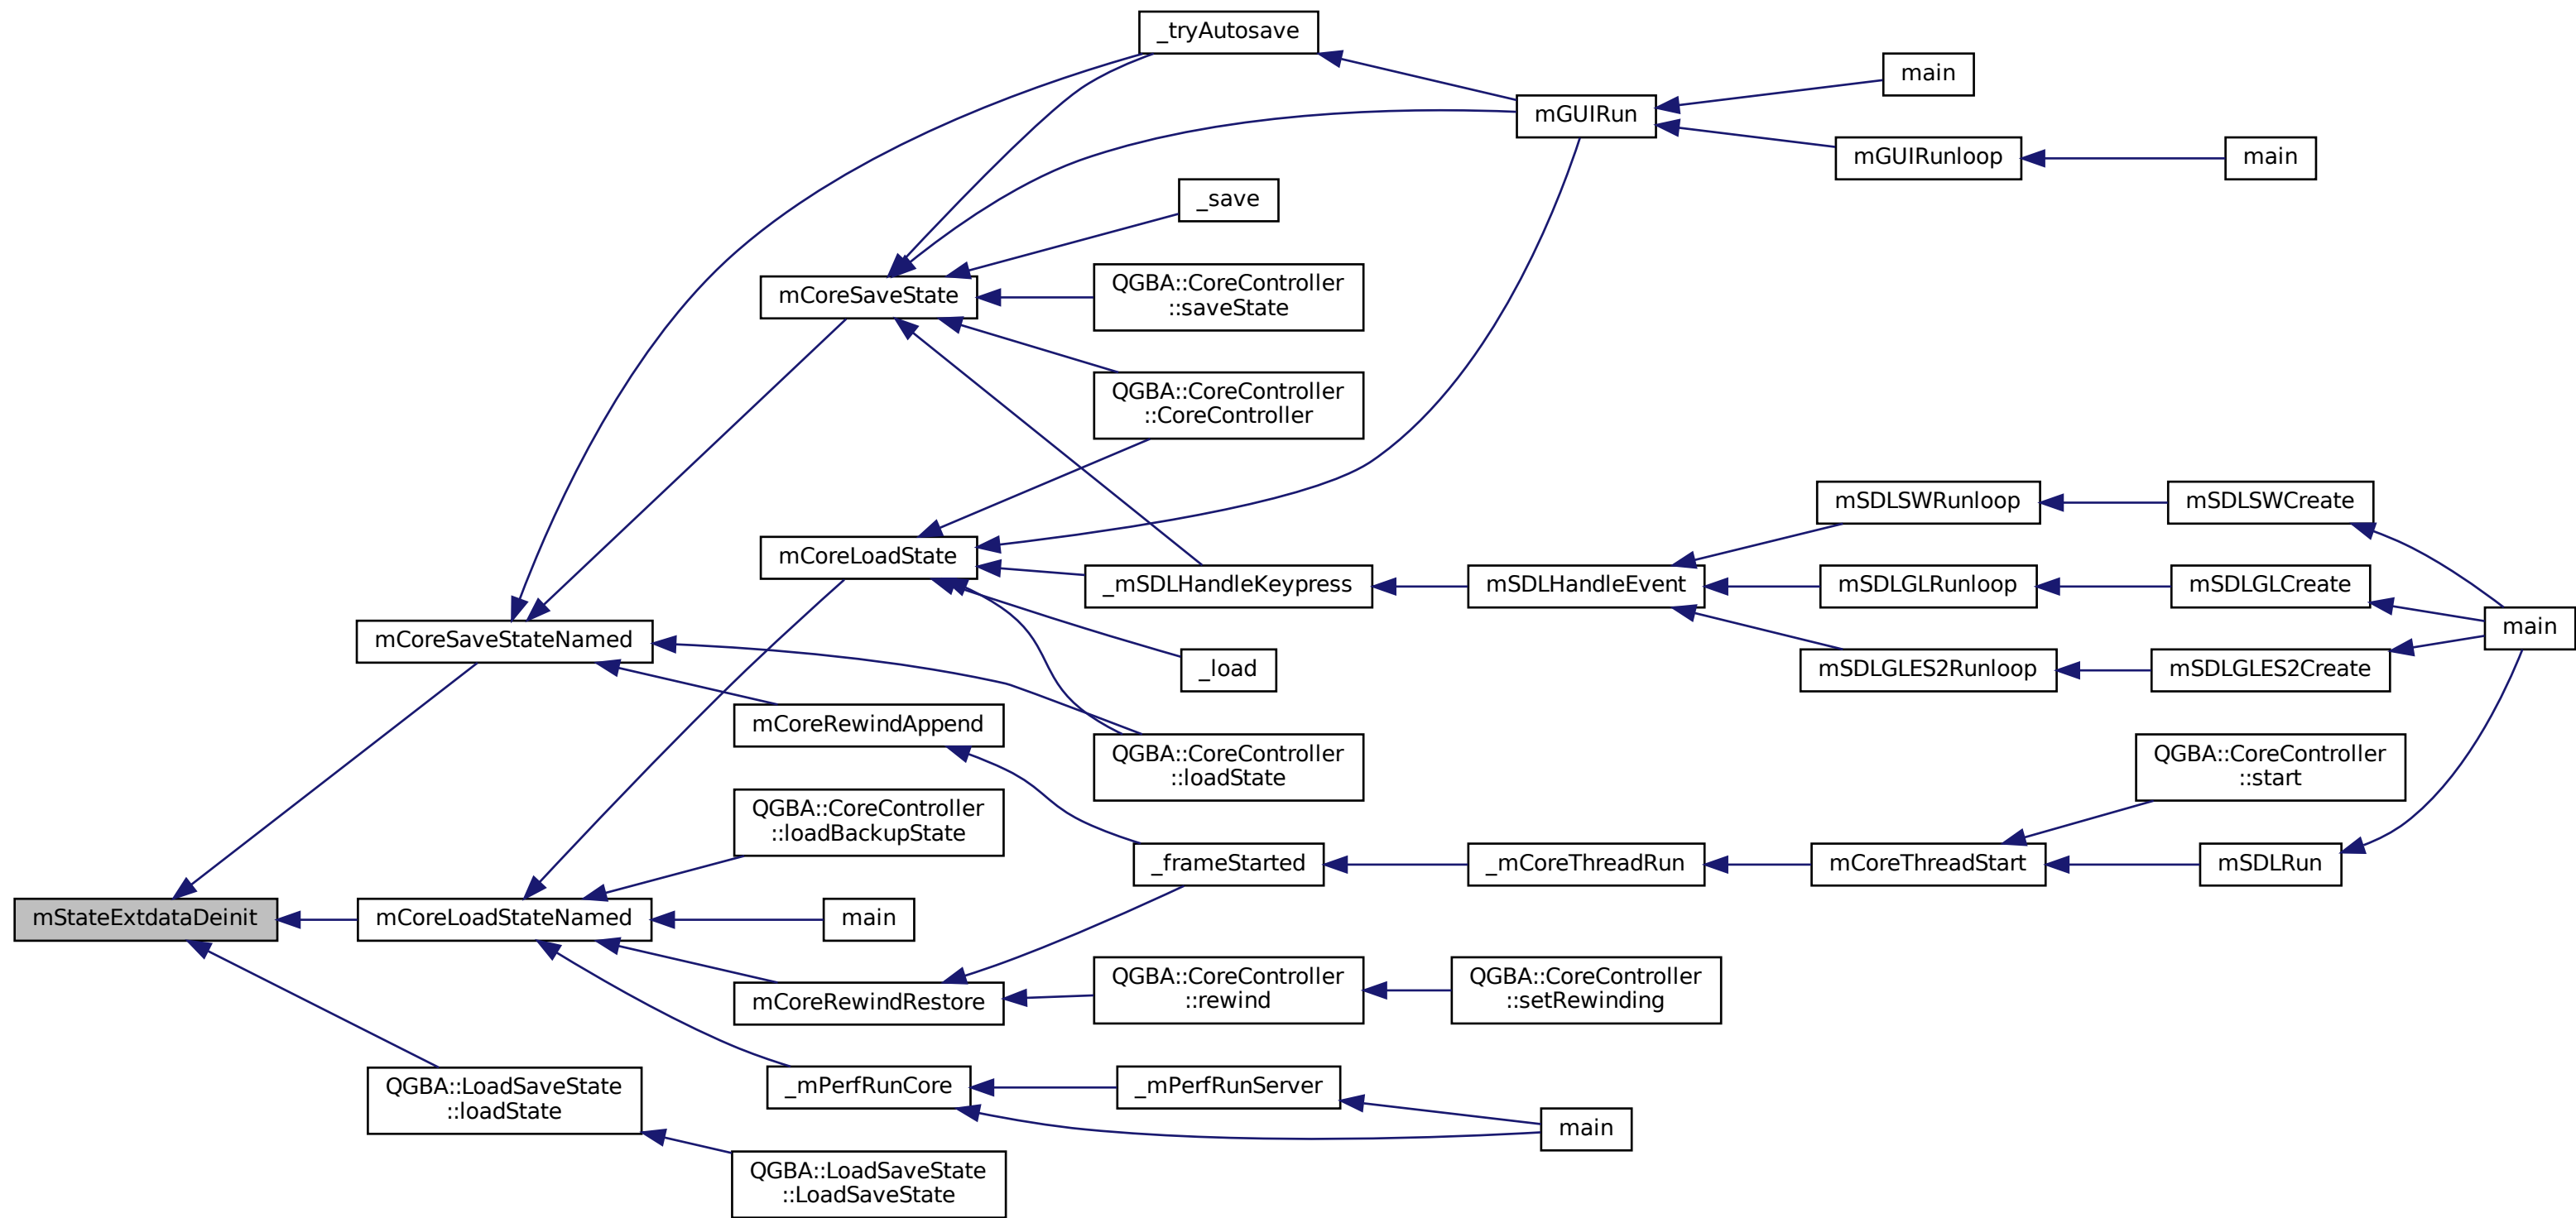 _tryAutosave
main
mGUIRun
mGUIRunloop
main
_save
mCoreSaveState
QGBA::CoreController
::saveState
QGBA::CoreController
::CoreController
mSDLSWRunloop
mSDLSWCreate
mCoreLoadState
_mSDLHandleKeypress
mSDLHandleEvent
mSDLGLRunloop
mSDLGLCreate
main
mCoreSaveStateNamed
_load
mSDLGLES2Runloop
mSDLGLES2Create
mCoreRewindAppend
QGBA::CoreController
::loadState
QGBA::CoreController
::start
QGBA::CoreController
::loadBackupState
_frameStarted
_mCoreThreadRun
mCoreThreadStart
mSDLRun
mStateExtdataDeinit
mCoreLoadStateNamed
main
mCoreRewindRestore
QGBA::CoreController
::rewind
QGBA::CoreController
::setRewinding
QGBA::LoadSaveState
::loadState
_mPerfRunCore
_mPerfRunServer
main
QGBA::LoadSaveState
::LoadSaveState